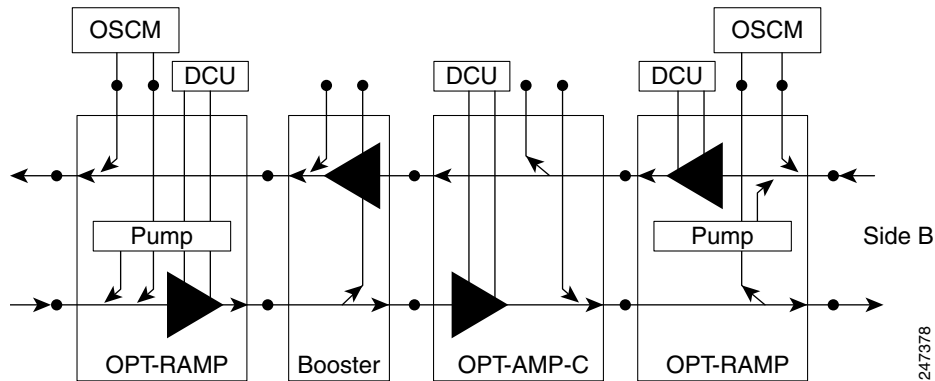 OSCM
OSCM
DCU
DCU
DCU
Pump
Pump
Side B
OPT-RAMP
Booster
OPT-AMP-C
OPT-RAMP
247378